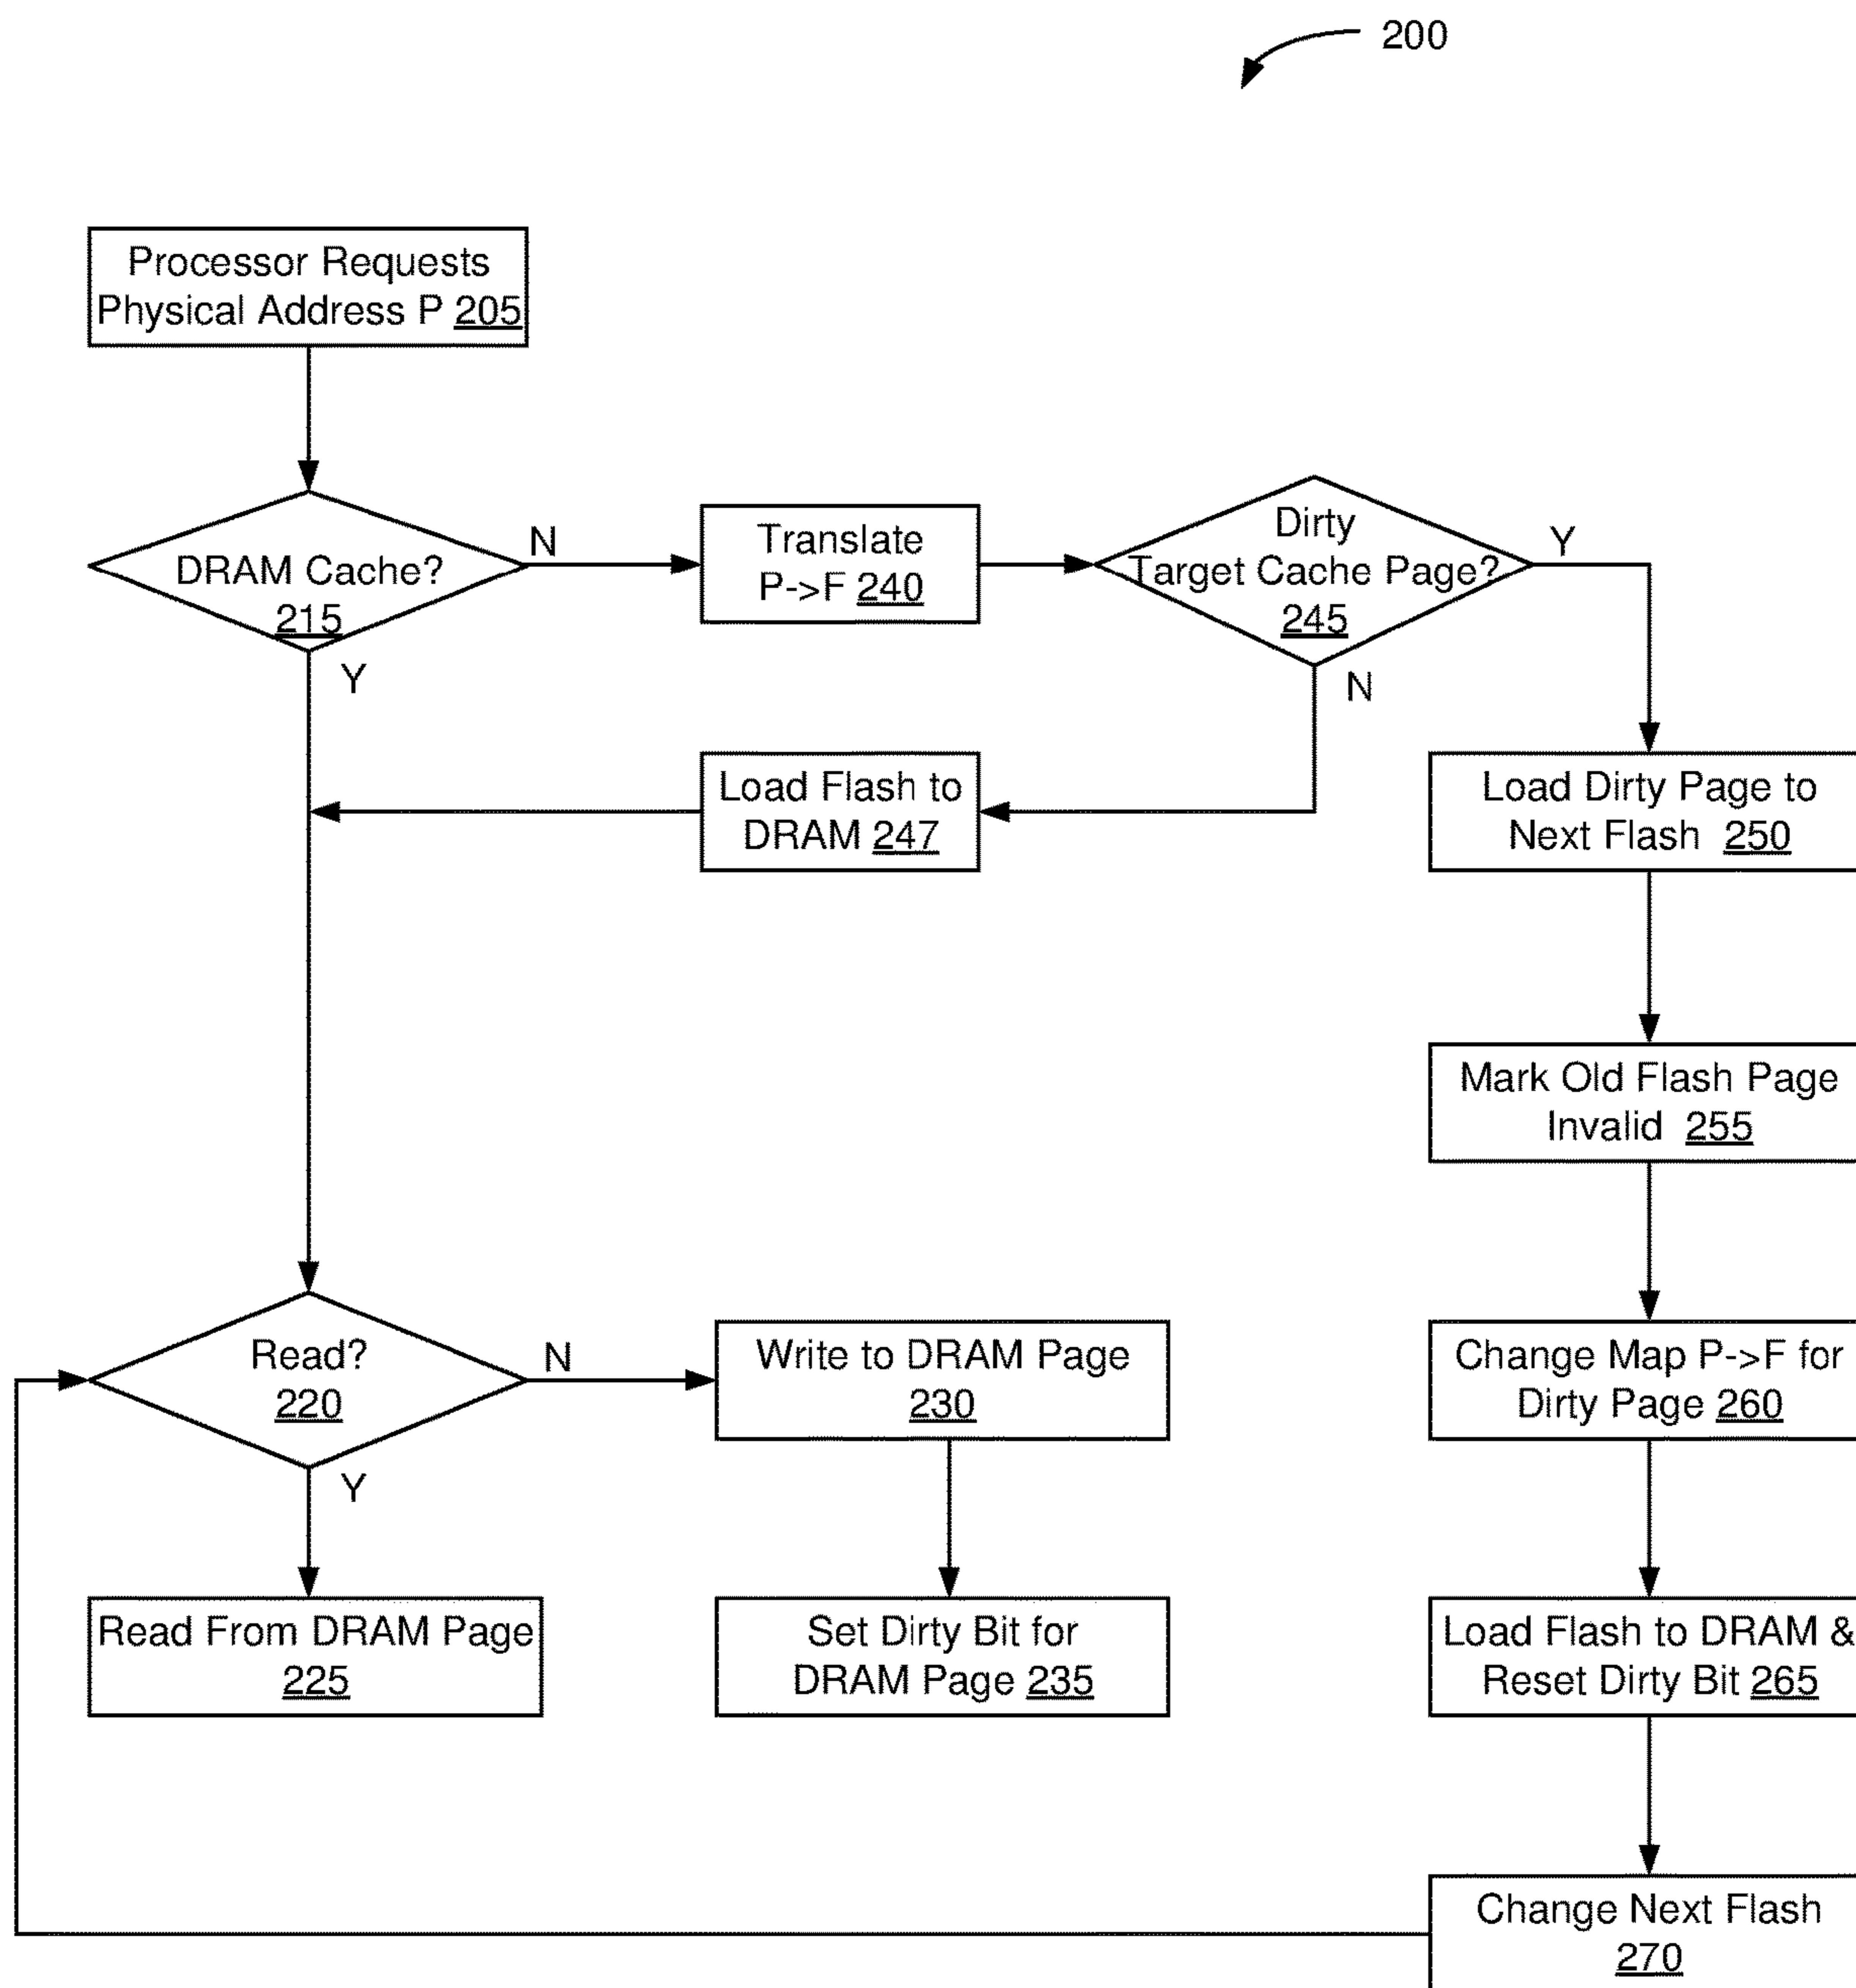 200
Processor Requests
Physical Address P 205
DRAM Cache?
215
N
Y
Translate
P->F 240
Dirty
Target Cache Page?
245
Y
N
Load Flash to
DRAM 247
Load Dirty Page to
Next Flash 250
Mark Old Flash Page
Invalid 255
Read?
220
N
Y
Write to DRAM Page
230
Change Map P->F for
Dirty Page 260
Read From DRAM Page
225
Set Dirty Bit for
DRAM Page 235
Load Flash to DRAM &
Reset Dirty Bit 265
Change Next Flash
270